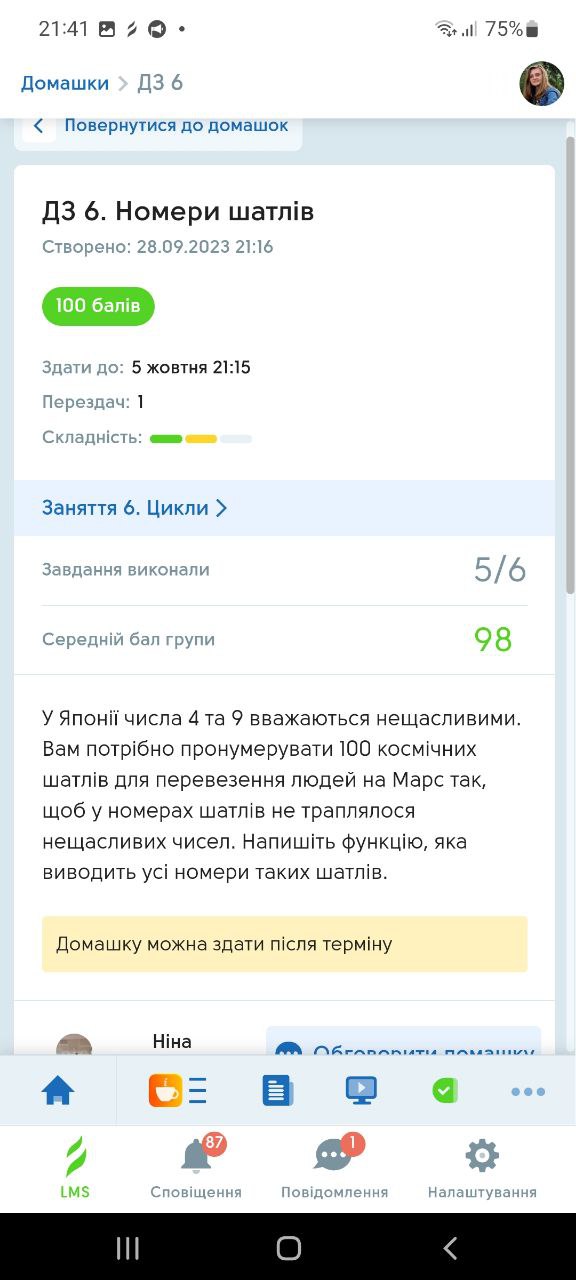 21:41 75%
Домашки > ДЗ 6
Повернутися до домашок
ДЗ 6. Номери шатлів
Створено: 28.09.2023 21:16
100 балів
Здати до: 5 жовтня 21:15
Перездач: 1
Складність:
Заняття 6. Цикли >
Завдання виконали 5/6
Середній бал групи 98
У Японії числа 4 та 9 вважаються нещасливими.
Вам потрібно пронумерувати 100 космічних
шатлів для перевезення людей на Марс так,
щоб у номерах шатлів не траплялося
нещасливих чисел. Напишіть функцію, яка
виводить усі номери таких шатлів.
Домашку можна здати після терміну
Ніна
Обговорити домашку
87 1
LMS Сповіщення Повідомлення Налаштування